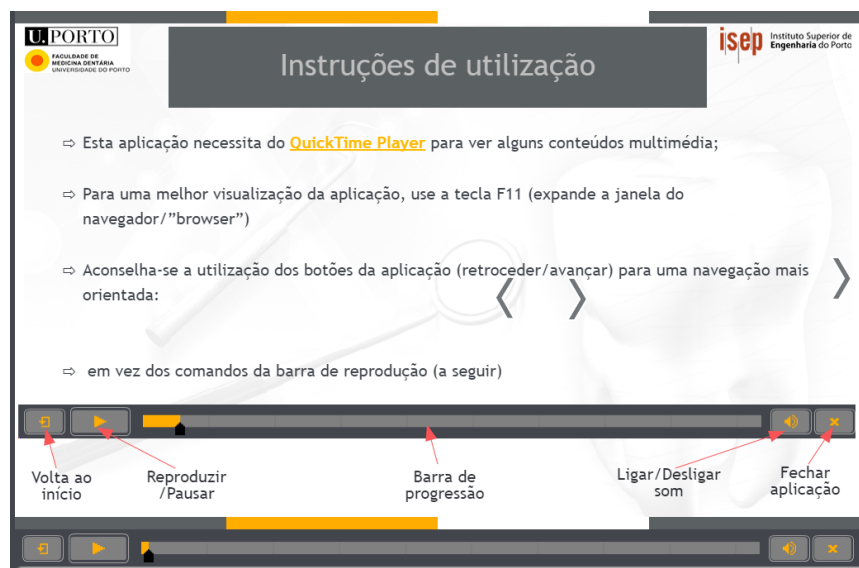 U. PORTO
FACULDADE DE
MEDICINA DENTÁRIA
UNIVERSIDADE DO PORTO
isep
Instituto Superior de
Engenharia do Porto
Instruções de utilização
⇨ Esta aplicação necessita do QuickTime Player para ver alguns conteúdos multimédia;
⇨ Para uma melhor visualização da aplicação, use a tecla F11 (expande a janela do
navegador/”browser”)
⇨ Aconselha-se a utilização dos botões da aplicação (retroceder/avançar) para uma navegação mais
orientada:
⇨ em vez dos comandos da barra de reprodução (a seguir)
Volta ao
início
Reproduzir
/Pausar
Barra de
progressão
Ligar/Desligar
som
Fechar
aplicação